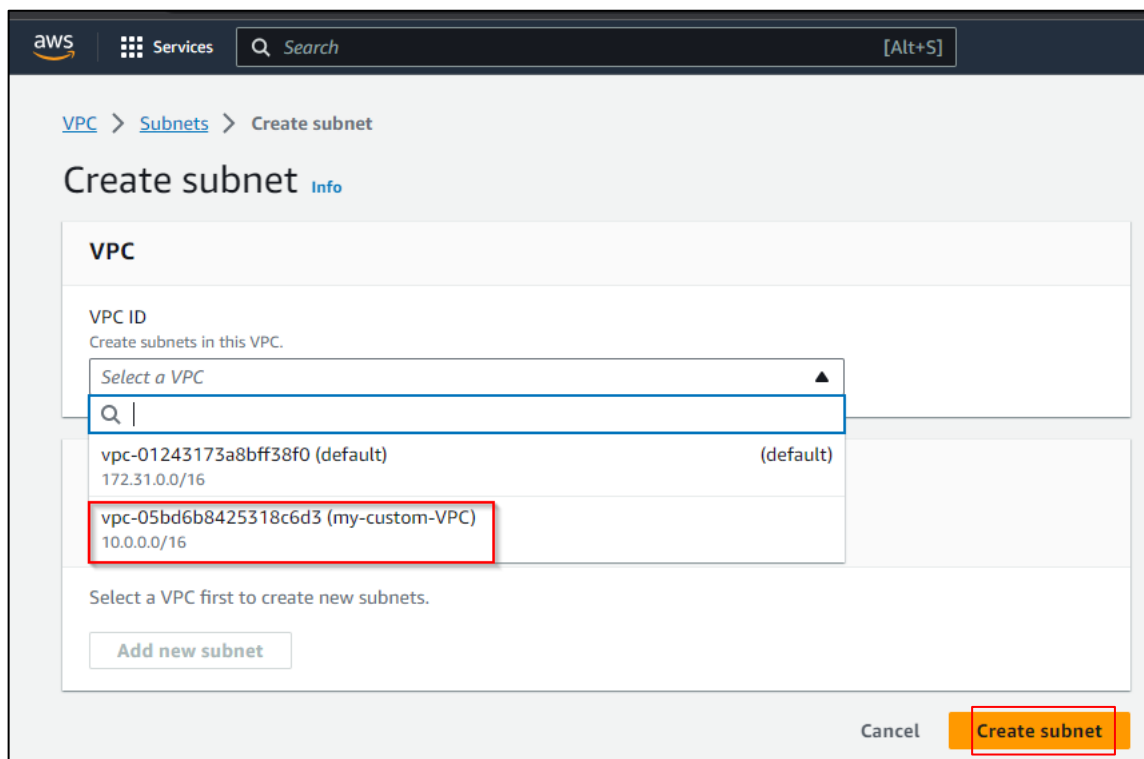 aws Services Search [Alt+S]
VPC > Subnets > Create subnet
Create subnet Info
VPC
VPC ID
Create subnets in this VPC.
Select a VPC
vpc-01243173a8bff38f0 (default) (default)
172.31.0.0/16
vpc-05bd6b8425318c6d3 (my-custom-VPC)
10.0.0.0/16
Select a VPC first to create new subnets.
Add new subnet
Cancel Create subnet